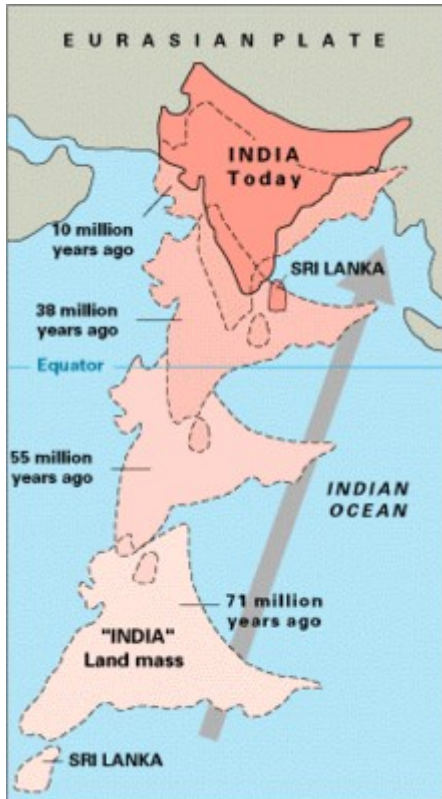 EURASIAN PLATE
INDIA
Today
10 million
years ago
SRI LANKA
38 million
years ago
Equator
55 million
years ago
INDIAN
OCEAN
71 million
years ago
"INDIA"
Land mass
SRI LANKA